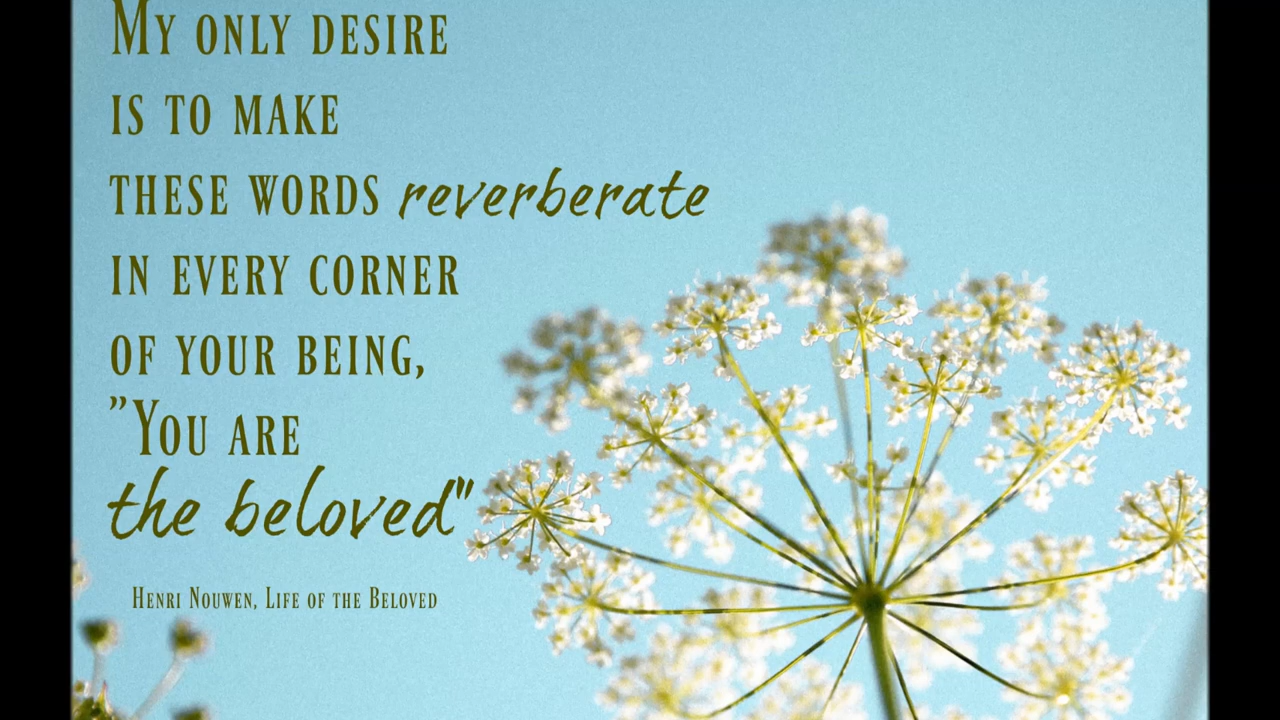 My only desire
is to make
these words reverberate
in every corner
of your being,
"You are
the beloved"
Henri Nouwen, Life of the Beloved